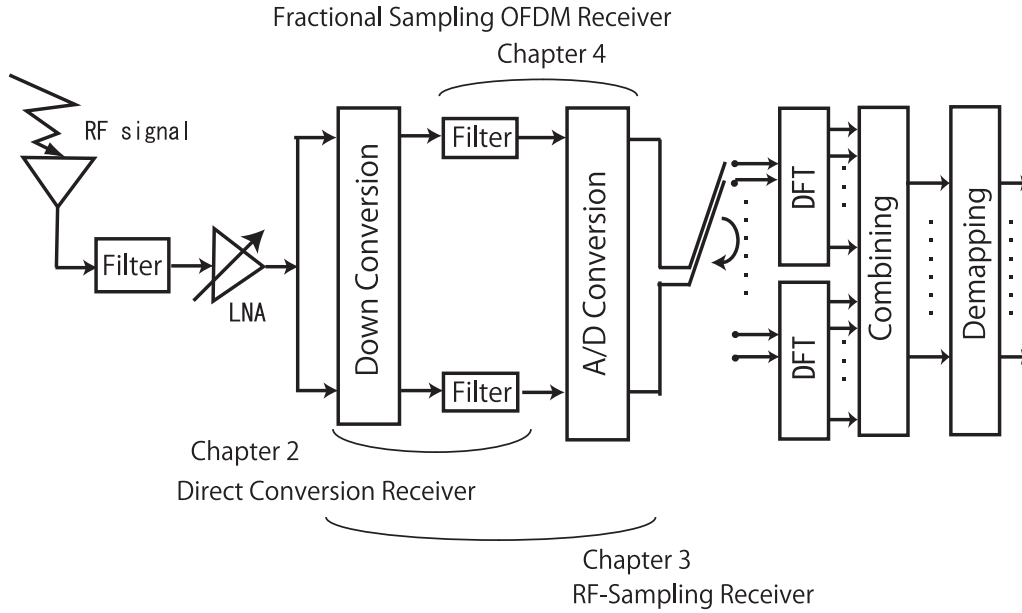 Fractional Sampling OFDM Receiver
Chapter 4
RF signal
Filter
LNA
Down Conversion
Filter
Filter
A/D Conversion
DFT
DFT
Combining
Demapping
Chapter 2
Direct Conversion Receiver
Chapter 3
RF-Sampling Receiver